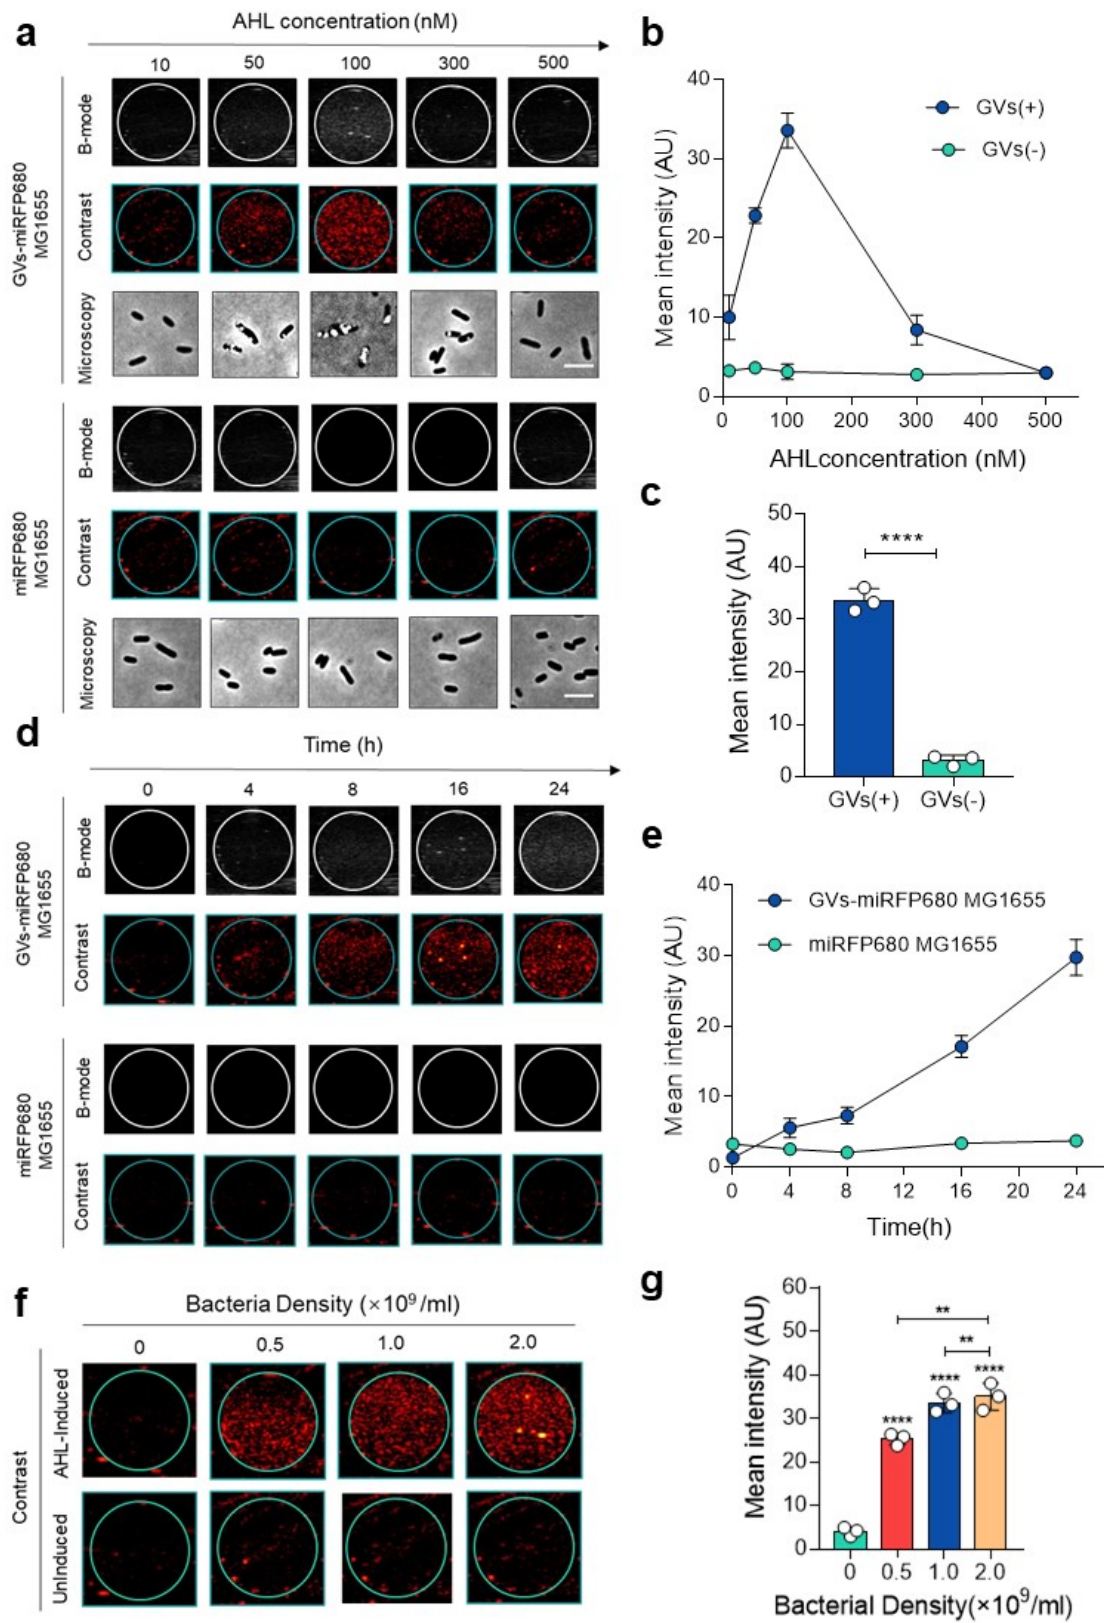 a
AHL concentration (nM)
10 50 100 300 500
GVs-miRFP680
MG1655
B-mode
Contrast
Microscopy
miRFP680
MG1655
B-mode
Contrast
Microscopy
b
Mean intensity (AU)
40
30
20
10
0
GVs(+)
GVs(-)
0 100 200 300 400 500
AHLconcentration (nM)
c
Mean intensity (AU)
50
40
30
20
10
0
****
GVs(+) GVs(-)
d
Time (h)
0 4 8 16 24
GVs-miRFP680
MG1655
B-mode
Contrast
miRFP680
MG1655
B-mode
Contrast
e
Mean intensity (AU)
40
30
20
10
0
GVs-miRFP680 MG1655
miRFP680 MG1655
0 4 8 12 16 20 24
Time(h)
f
Bacteria Density (×10⁹/ml)
0 0.5 1.0 2.0
Contrast
AHL-Induced
UnInduced
g
Mean intensity (AU)
60
50
40
30
20
10
0
**
**
**** **** ****
0 0.5 1.0 2.0
Bacterial Density(×10⁹/ml)